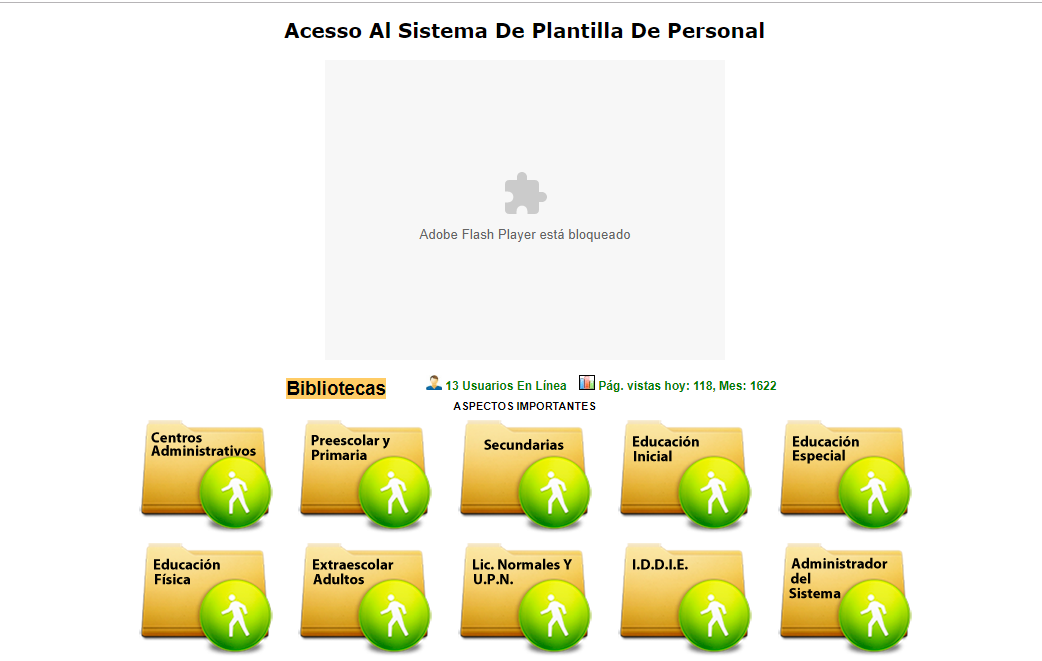 Acesso Al Sistema De Plantilla De Personal
Adobe Flash Player está bloqueado
Bibliotecas
13 Usuarios En Línea
Pág. vistas hoy: 118, Mes: 1622
ASPECTOS IMPORTANTES
Centros
Administrativos
Preescolar y
Primaria
Secundarias
Educación
Inicial
Educación
Especial
Educación
Física
Extraescolar
Adultos
Lic. Normales Y
U.P.N.
I.D.D.I.E.
Administrador
del
Sistema